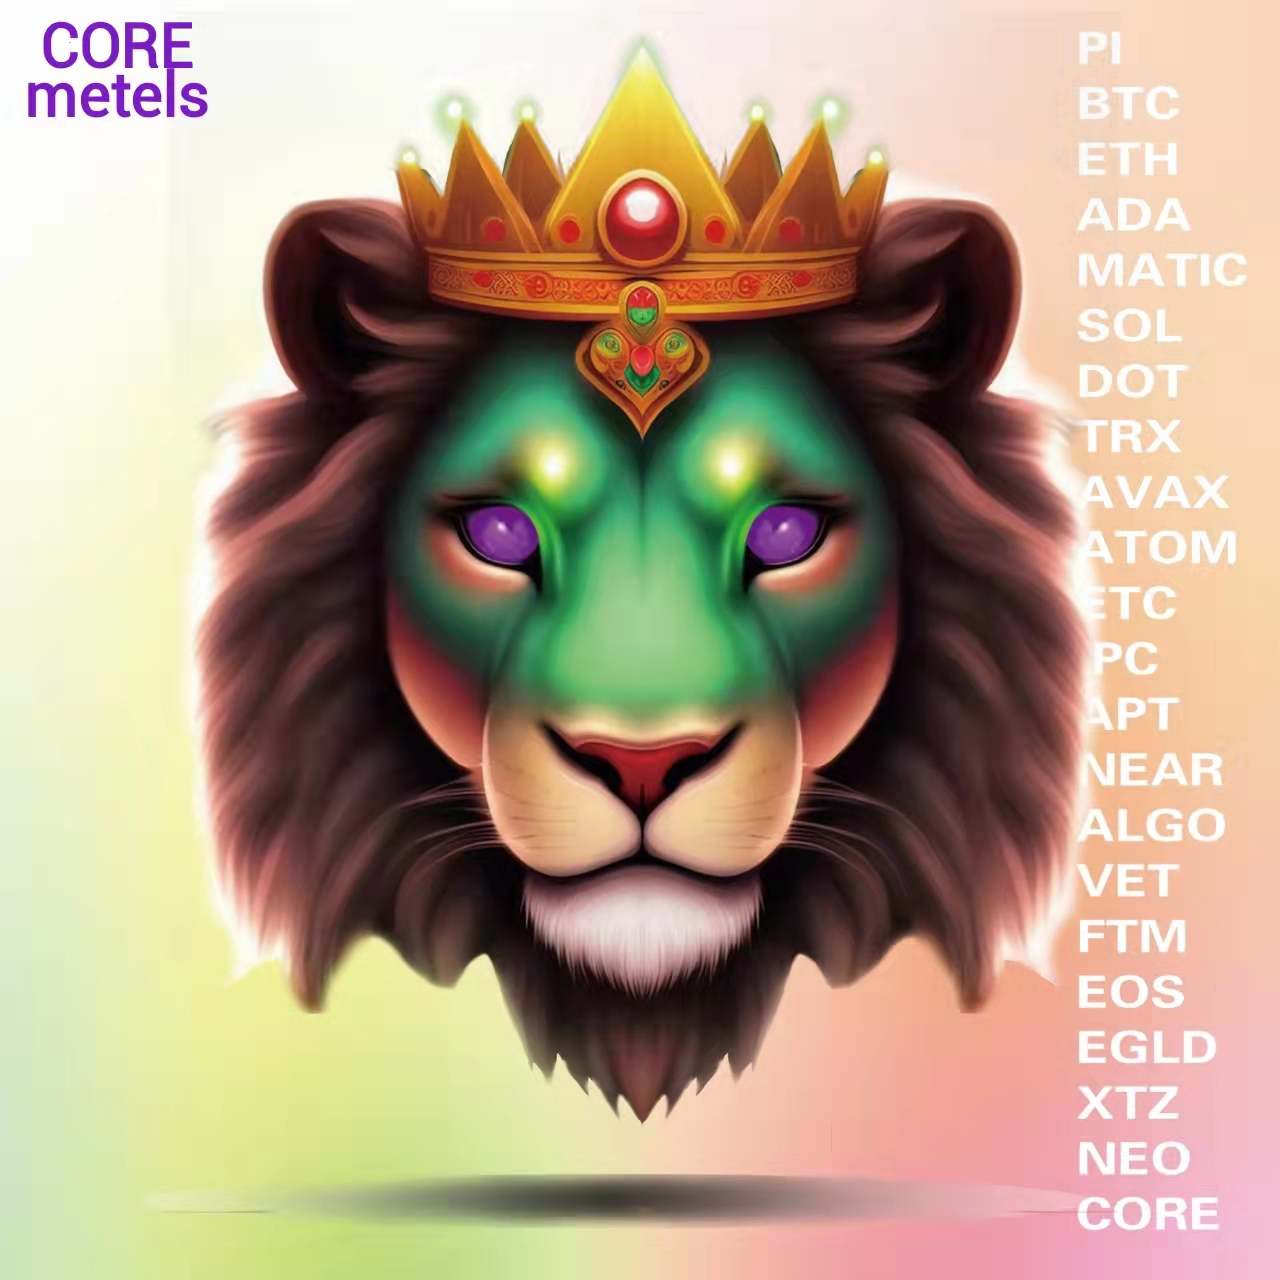 CORE
metels
PI
BTC
ETH
ADA
MATIC
SOL
DOT
TRX
AVAX
ATOM
ETC
APT
NEAR
ALGO
VET
FTM
EOS
EGLD
XTZ
NEO
CORE